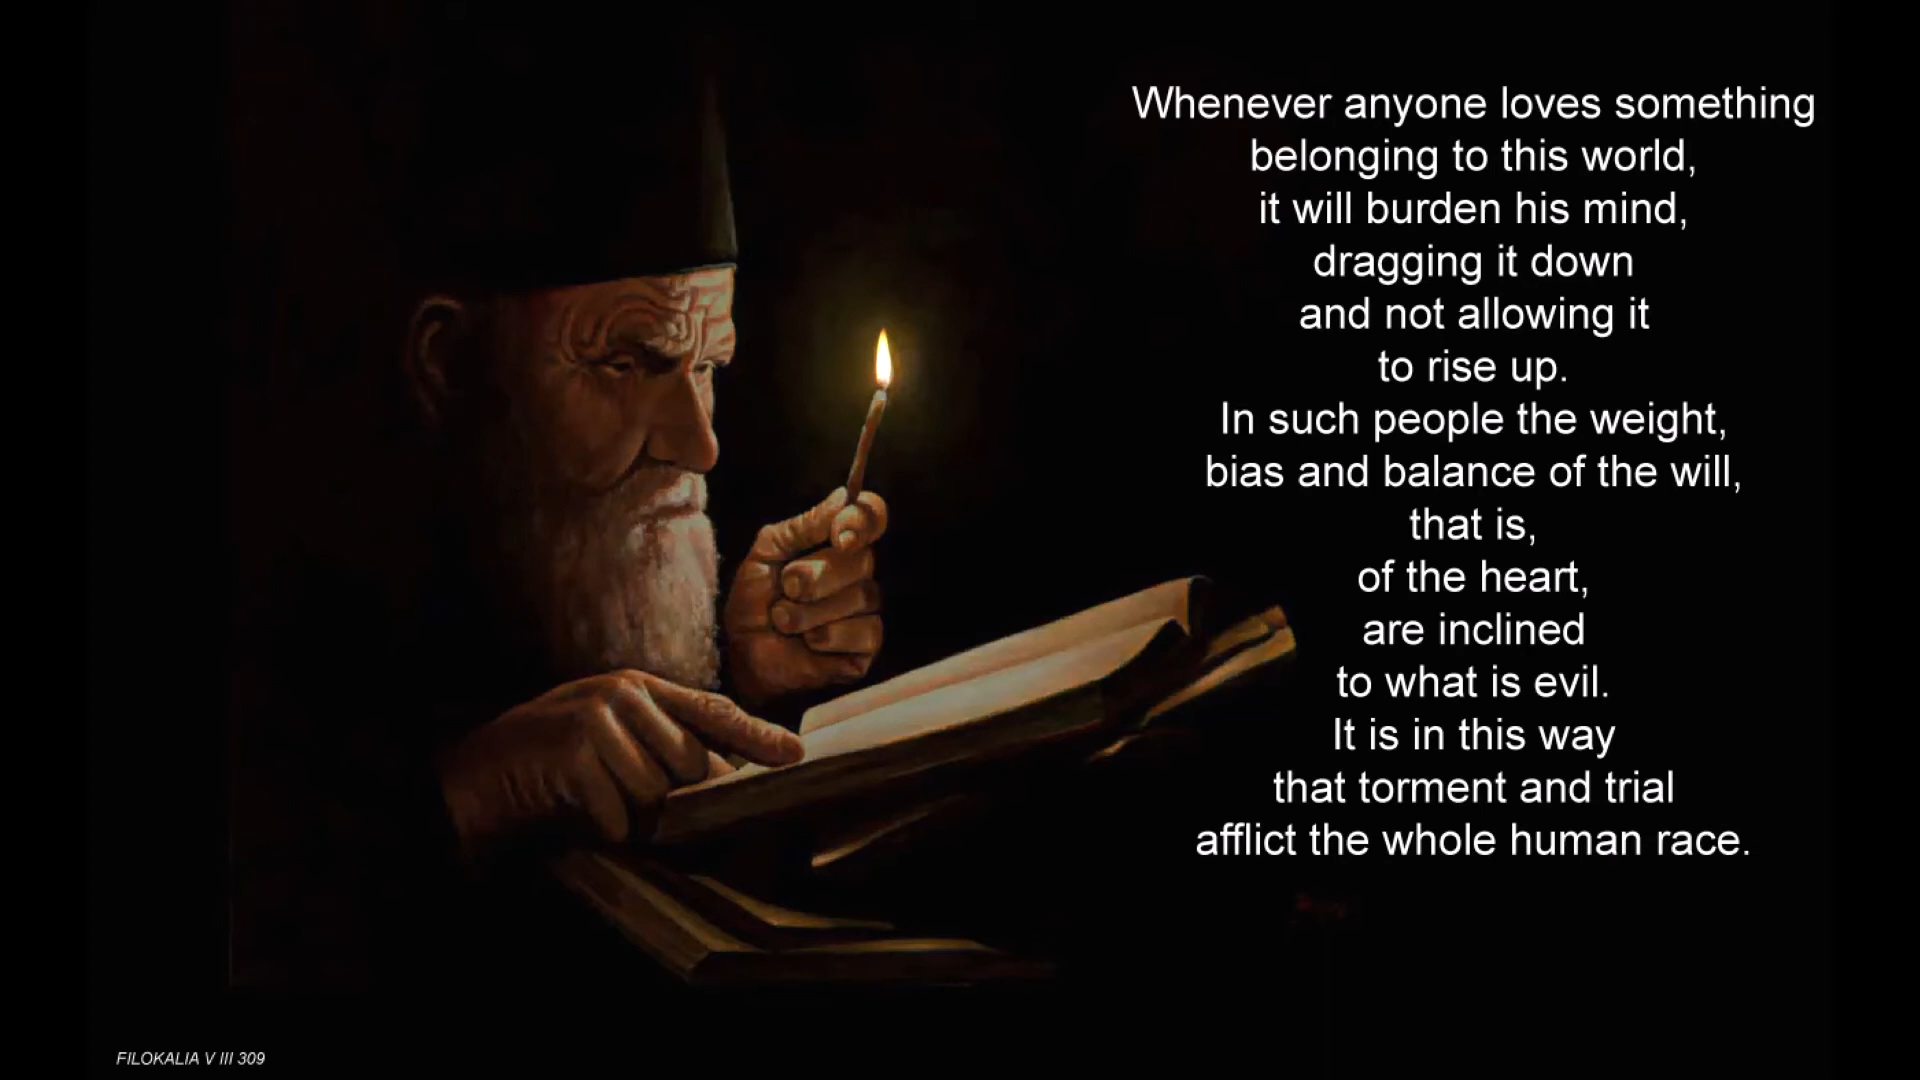 Whenever anyone loves something
belonging to this world,
it will burden his mind,
dragging it down
and not allowing it
to rise up.
In such people the weight,
bias and balance of the will,
that is,
of the heart,
are inclined
to what is evil.
It is in this way
that torment and trial
afflict the whole human race.
FILOKALIA V III 309